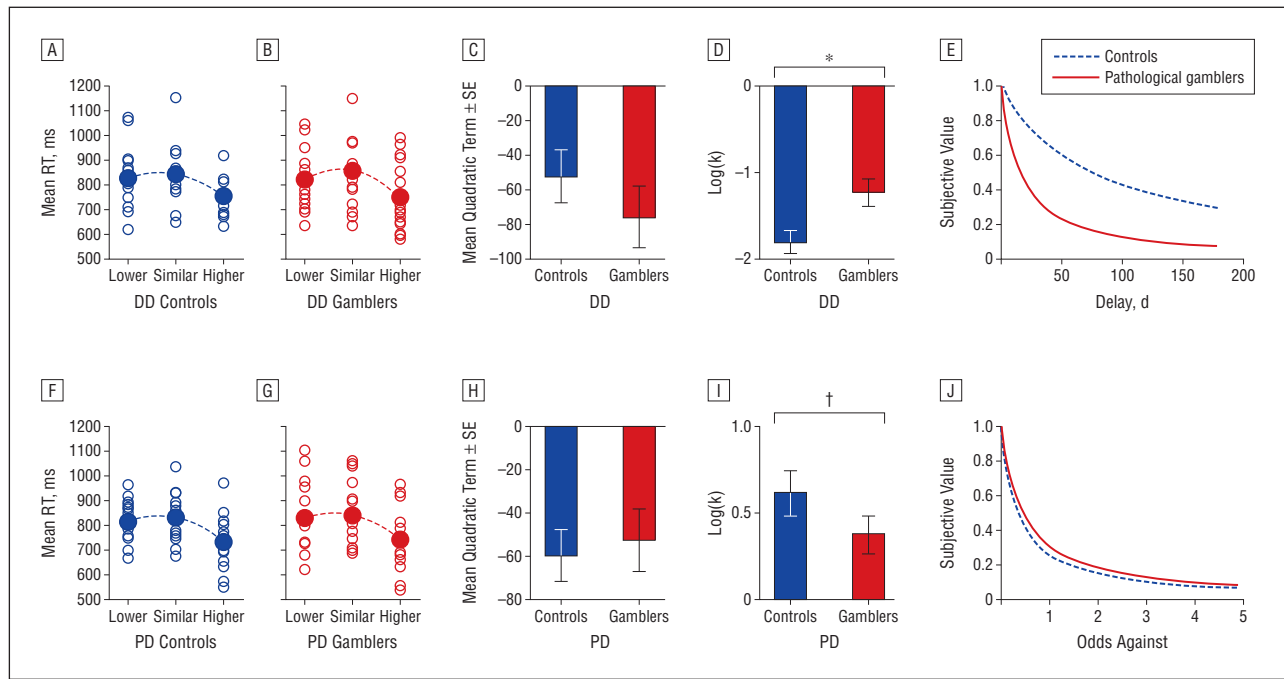 A
B
C
D
E
Controls
Pathological gamblers
*
Mean RT, ms
1200
1100
1000
900
800
700
600
500
Lower Similar Higher
DD Controls
Lower Similar Higher
DD Gamblers
Mean Quadratic Term ± SE
0
−20
−40
−60
−80
−100
Controls Gamblers
DD
Log(k)
0
−1
−2
Controls Gamblers
DD
Subjective Value
1.0
0.8
0.6
0.4
0.2
0
50 100 150 200
Delay, d
F
G
H
I
J
†
Mean RT, ms
1200
1100
1000
900
800
700
600
500
Lower Similar Higher
PD Controls
Lower Similar Higher
PD Gamblers
Mean Quadratic Term ± SE
0
−20
−40
−60
−80
Controls Gamblers
PD
Log(k)
1.0
0.5
0
Controls Gamblers
PD
Subjective Value
1.0
0.8
0.6
0.4
0.2
0
1 2 3 4 5
Odds Against